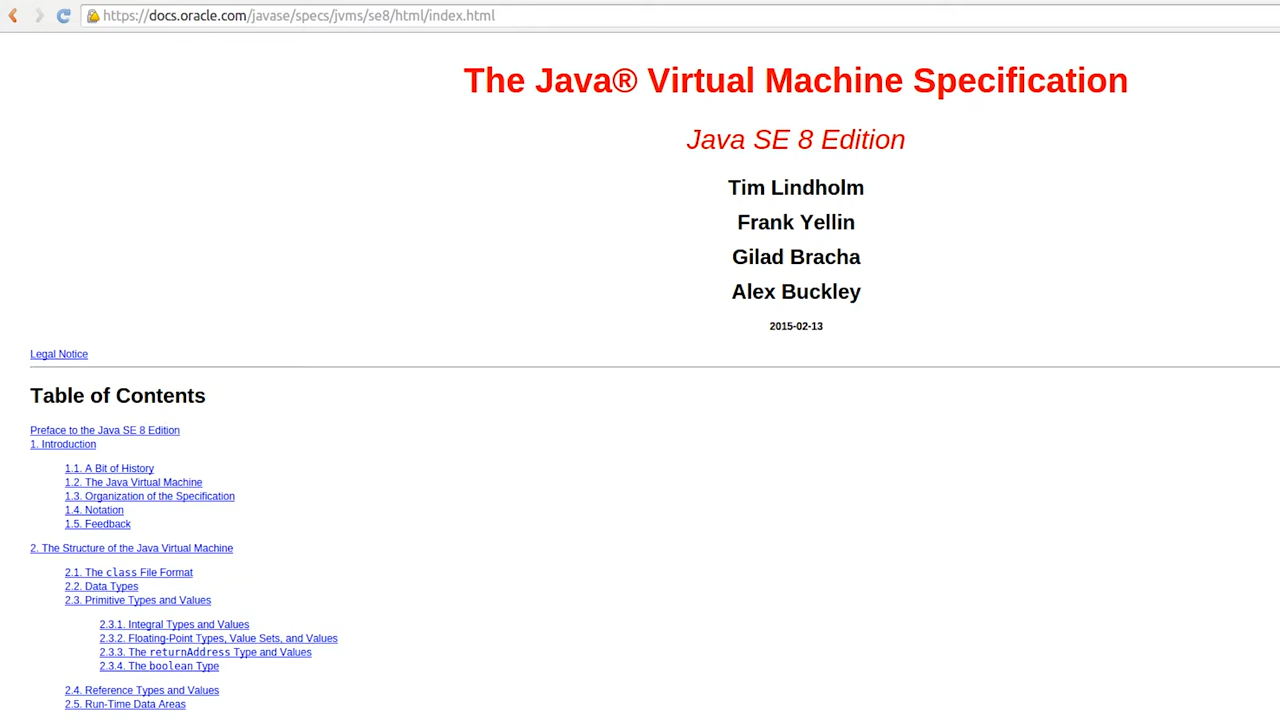 https://docs.oracle.com/javase/specs/jvms/se8/html/index.html
The Java® Virtual Machine Specification
Java SE 8 Edition
Tim Lindholm
Frank Yellin
Gilad Bracha
Alex Buckley
2015-02-13
Legal Notice
Table of Contents
Preface to the Java SE 8 Edition
1. Introduction
1.1. A Bit of History
1.2. The Java Virtual Machine
1.3. Organization of the Specification
1.4. Notation
1.5. Feedback
2. The Structure of the Java Virtual Machine
2.1. The class File Format
2.2. Data Types
2.3. Primitive Types and Values
2.3.1. Integral Types and Values
2.3.2. Floating-Point Types, Value Sets, and Values
2.3.3. The returnAddress Type and Values
2.3.4. The boolean Type
2.4. Reference Types and Values
2.5. Run-Time Data Areas